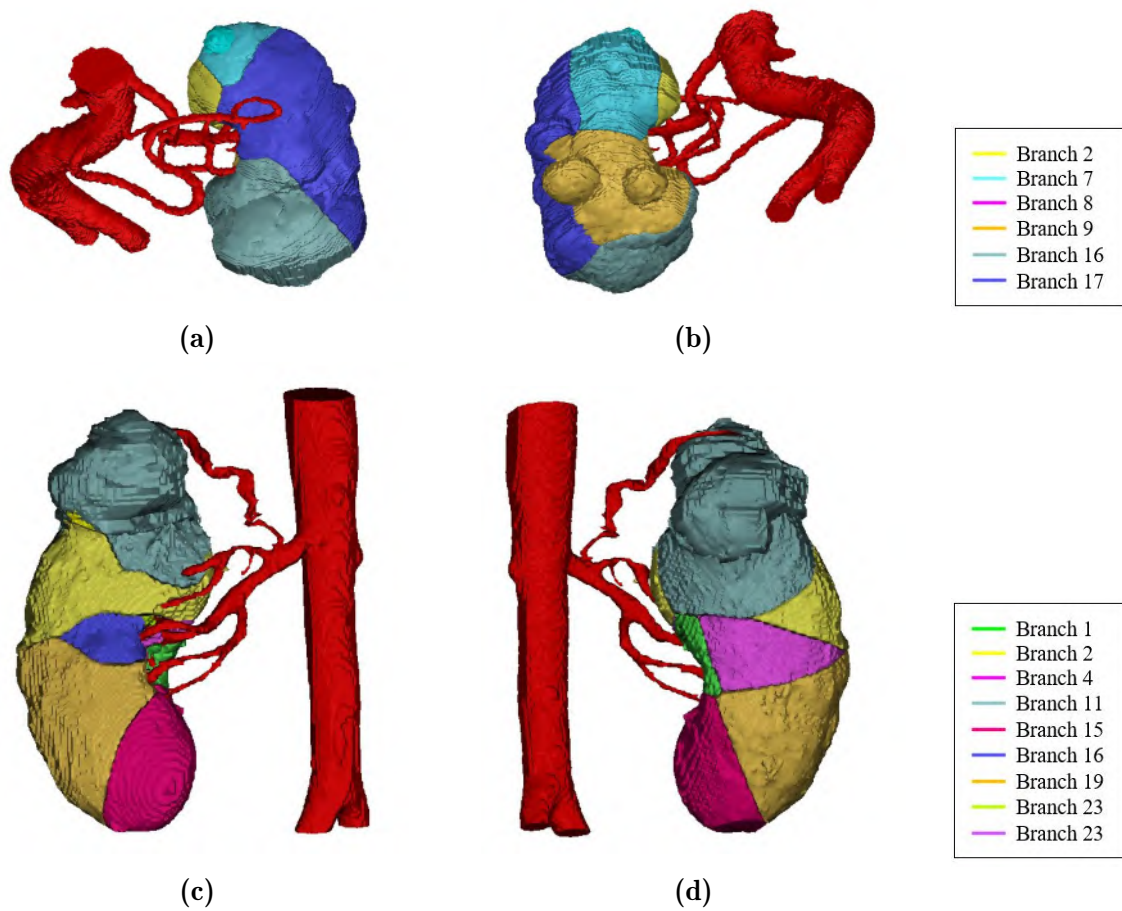 Branch 2
Branch 7
Branch 8
Branch 9
Branch 16
Branch 17
(a)
(b)
Branch 1
Branch 2
Branch 4
Branch 11
Branch 15
Branch 16
Branch 19
Branch 23
Branch 23
(c)
(d)